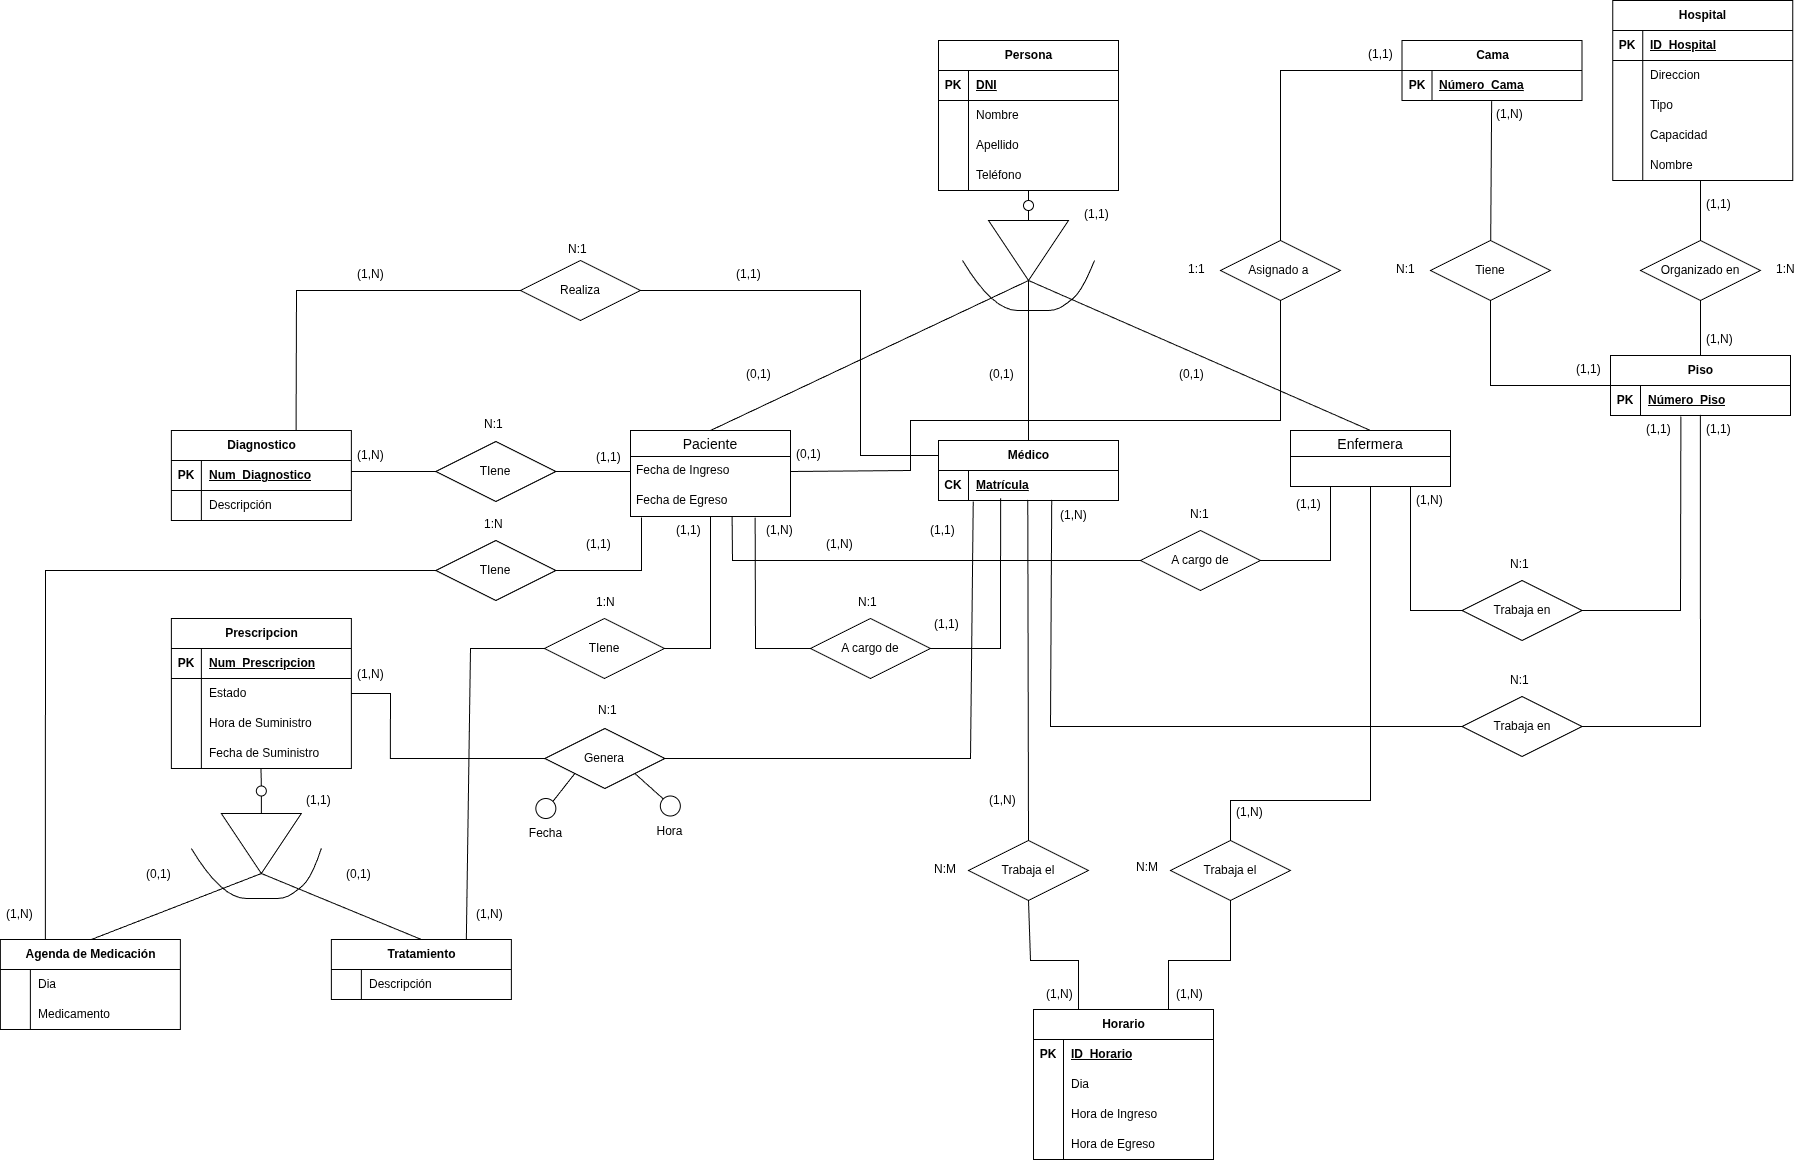 Hospital
PK ID_Hospital
Direccion
Tipo
Capacidad
Nombre
Persona
PK DNI
Nombre
Apellido
Teléfono
(1,1)
Cama
PK Número_Cama
(1,N)
(1,1)
(1,1)
N:1
(1,N)
Realiza
(1,1)
1:1
Asignado a
N:1
Tiene
Organizado en
1:N
(1,N)
(0,1)
(0,1)
(0,1)
(1,1)
Piso
PK Número_Piso
(1,1)
(1,1)
Diagnostico
PK Num_Diagnostico
Descripción
(1,N)
N:1
TIene
(1,1)
Paciente
Fecha de Ingreso
Fecha de Egreso
(0,1)
Médico
CK Matrícula
Enfermera
1:N
TIene
(1,1)
(1,1)
(1,N)
(1,N)
(1,1)
(1,N)
N:1
A cargo de
(1,1)
(1,N)
N:1
Trabaja en
Prescripcion
PK Num_Prescripcion
Estado
Hora de Suministro
Fecha de Suministro
(1,N)
1:N
TIene
N:1
A cargo de
(1,1)
N:1
Trabaja en
N:1
Genera
Fecha
Hora
(1,1)
(0,1)
(0,1)
(1,N)
(1,N)
(1,N)
(1,N)
N:M
Trabaja el
N:M
Trabaja el
Agenda de Medicación
Dia
Medicamento
Tratamiento
Descripción
(1,N)
(1,N)
Horario
PK ID_Horario
Dia
Hora de Ingreso
Hora de Egreso